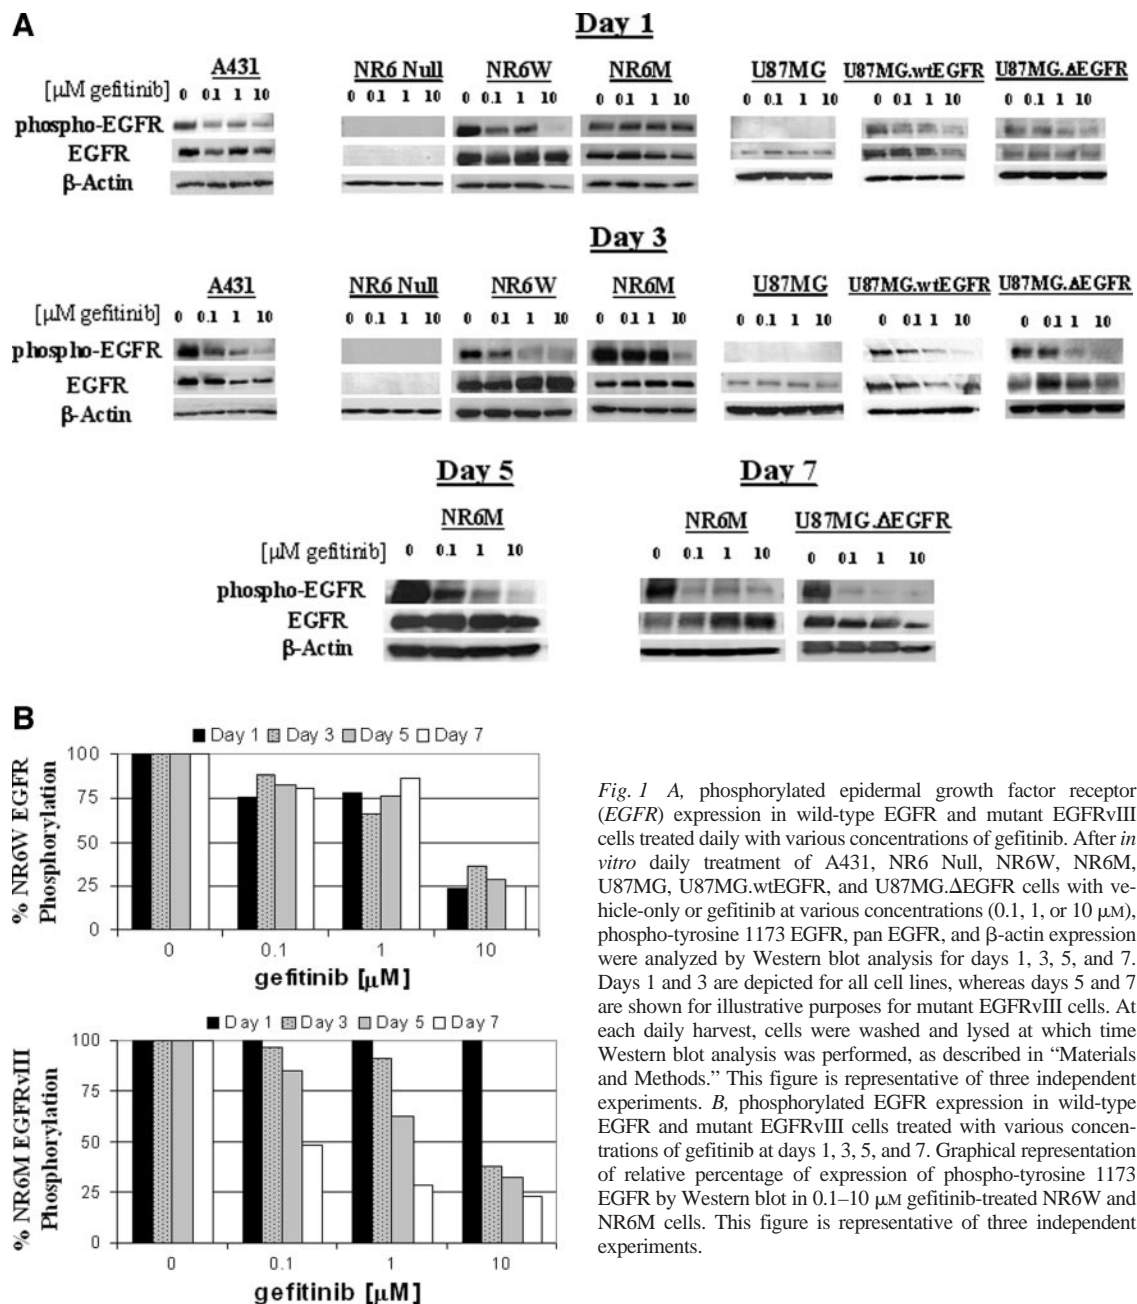 A
Day 1
A431 NR6 Null NR6W NR6M U87MG U87MG.wtEGFR U87MG.ΔEGFR
[μM gefitinib] 0 0.1 1 10 0 0.1 1 10 0 0.1 1 10 0 0.1 1 10 0 0.1 1 10 0 0.1 1 10 0 0.1 1 10
phospho-EGFR
EGFR
β-Actin
Day 3
A431 NR6 Null NR6W NR6M U87MG U87MG.wtEGFR U87MG.ΔEGFR
[μM gefitinib] 0 0.1 1 10 0 0.1 1 10 0 0.1 1 10 0 0.1 1 10 0 0.1 1 10 0 0.1 1 10 0 0.1 1 10
phospho-EGFR
EGFR
β-Actin
Day 5 Day 7
NR6M NR6M U87MG.ΔEGFR
[μM gefitinib] 0 0.1 1 10 0 0.1 1 10 0 0.1 1 10
phospho-EGFR
EGFR
β-Actin
B
Day 1 Day 3 Day 5 Day 7
% NR6W EGFR
Phosphorylation
100
75
50
25
0
0 0.1 1 10
gefitinib [μM]
Day 1 Day 3 Day 5 Day 7
% NR6M EGFRvIII
Phosphorylation
100
75
50
25
0
0 0.1 1 10
gefitinib [μM]
Fig. 1 A, phosphorylated epidermal growth factor receptor
(EGFR) expression in wild-type EGFR and mutant EGFRvIII
cells treated daily with various concentrations of gefitinib. After in
vitro daily treatment of A431, NR6 Null, NR6W, NR6M,
U87MG, U87MG.wtEGFR, and U87MG.ΔEGFR cells with ve-
hicle-only or gefitinib at various concentrations (0.1, 1, or 10 μM),
phospho-tyrosine 1173 EGFR, pan EGFR, and β-actin expression
were analyzed by Western blot analysis for days 1, 3, 5, and 7.
Days 1 and 3 are depicted for all cell lines, whereas days 5 and 7
are shown for illustrative purposes for mutant EGFRvIII cells. At
each daily harvest, cells were washed and lysed at which time
Western blot analysis was performed, as described in “Materials
and Methods.” This figure is representative of three independent
experiments. B, phosphorylated EGFR expression in wild-type
EGFR and mutant EGFRvIII cells treated with various concen-
trations of gefitinib at days 1, 3, 5, and 7. Graphical representation
of relative percentage of expression of phospho-tyrosine 1173
EGFR by Western blot in 0.1–10 μM gefitinib-treated NR6W and
NR6M cells. This figure is representative of three independent
experiments.